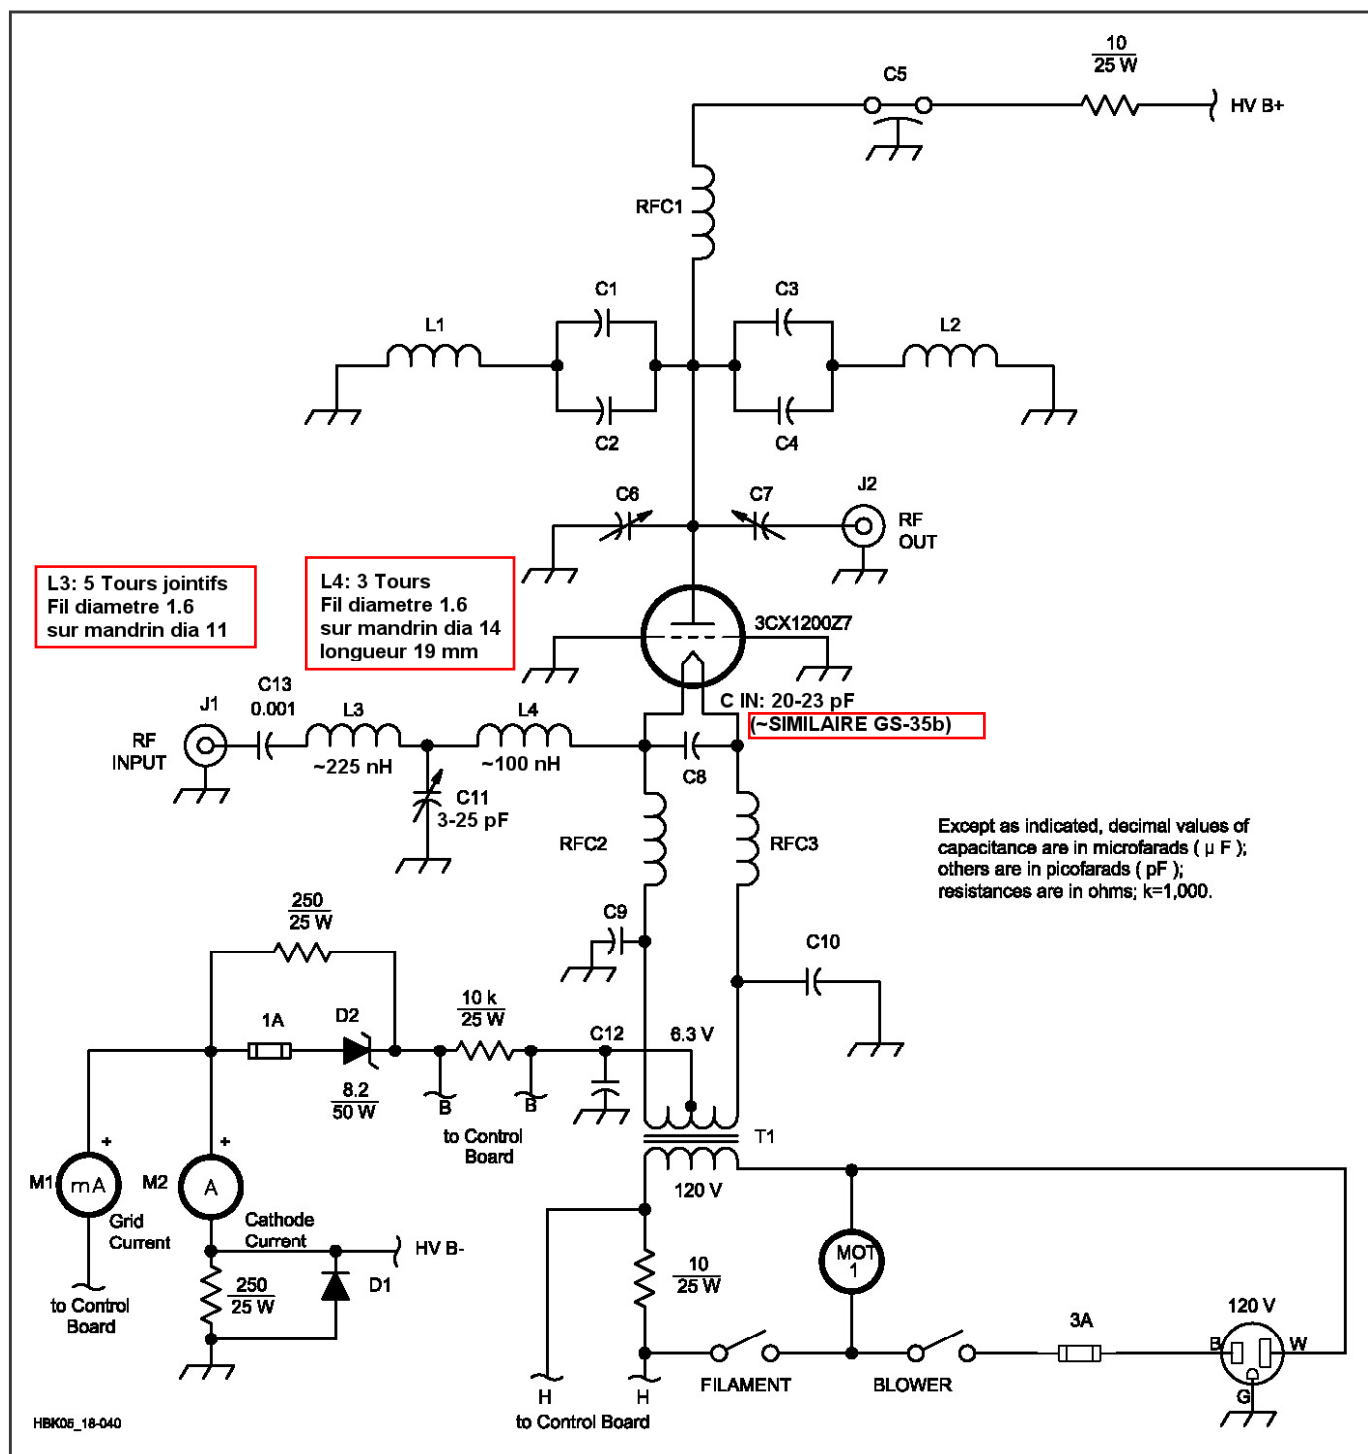 10
25 W
C5
HV B+
RFC1
C1
C3
L1
L2
C2
C4
C6
C7
J2
RF
OUT
L3: 5 Tours jointifs
Fil diametre 1.6
sur mandrin dia 11
L4: 3 Tours
Fil diametre 1.6
sur mandrin dia 14
longueur 19 mm
3CX1200Z7
C IN: 20-23 pF
(~SIMILAIRE GS-35b)
J1
C13
0.001
L3
L4
RF
INPUT
~225 nH
~100 nH
C8
C11
3-25 pF
RFC2
RFC3
Except as indicated, decimal values of
capacitance are in microfarads ( µ F );
others are in picofarads ( pF );
resistances are in ohms; k=1,000.
250
25 W
C9
C10
1A
D2
10 k
25 W
C12
6.3 V
8.2
50 W
B
B
to Control
Board
T1
+
+
M1
mA
M2
A
120 V
Grid
Current
Cathode
Current
HV B-
MOT
1
10
25 W
250
25 W
D1
to Control
Board
3A
120 V
B
W
G
FILAMENT
BLOWER
H
H
to Control Board
HBK05_18-040